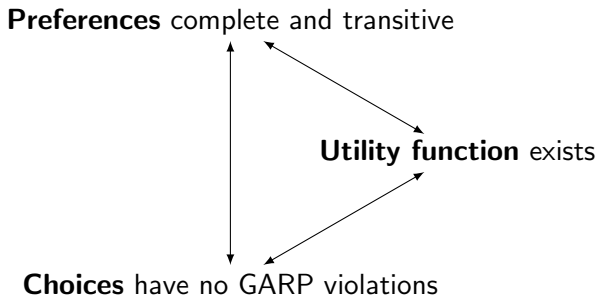 Preferences complete and transitive
Utility function exists
Choices have no GARP violations